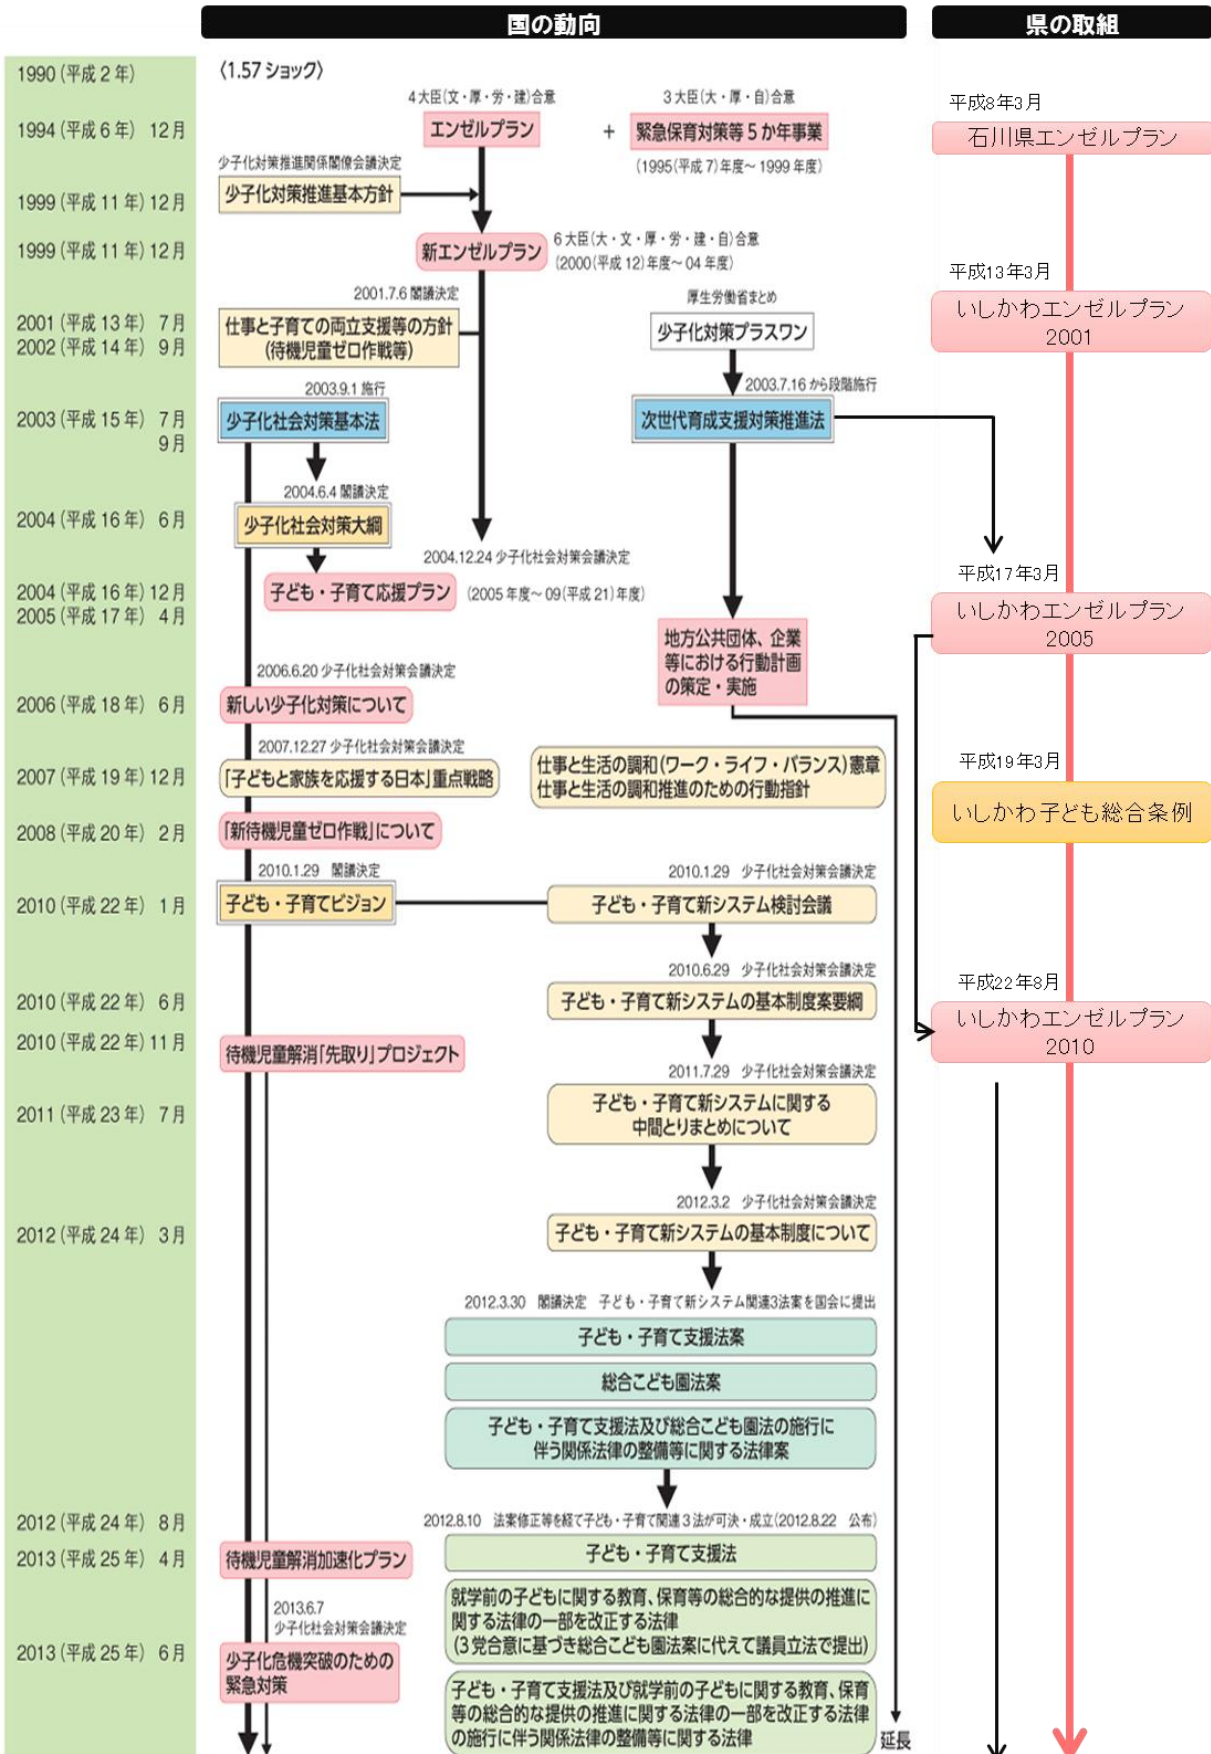 国の動向
県の取組
1990(平成2年)
〈1.57 ショック〉
4大臣(文・厚・労・建)合意
3大臣(大・厚・自)合意
平成8年3月
1994(平成6年) 12月
エンゼルプラン
+
緊急保育対策等5か年事業
石川県エンゼルプラン
(1995(平成7)年度~1999年度)
少子化対策推進関係閣僚会議決定
1999(平成11年)12月
少子化対策推進基本方針
1999(平成11年)12月
新エンゼルプラン
6大臣(大・文・厚・労・建・自)合意
(2000(平成12)年度~04年度)
平成13年3月
いしかわエンゼルプラン
2001
2001.7.6 閣議決定
厚生労働省まとめ
2001(平成13年) 7月
2002(平成14年) 9月
仕事と子育ての両立支援等の方針
(待機児童ゼロ作戦等)
少子化対策プラスワン
2003.9.1 施行
2003.7.16 から段階施行
2003(平成15年) 7月
9月
少子化社会対策基本法
次世代育成支援対策推進法
2004.6.4 閣議決定
2004(平成16年) 6月
少子化社会対策大綱
2004.12.24 少子化社会対策会議決定
平成17年3月
2004(平成16年)12月
2005(平成17年) 4月
子ども・子育て応援プラン
(2005年度~09(平成21)年度)
いしかわエンゼルプラン
2005
地方公共団体、企業
等における行動計画
の策定・実施
2006.6.20 少子化社会対策会議決定
2006(平成18年) 6月
新しい少子化対策について
2007.12.27 少子化社会対策会議決定
平成19年3月
2007(平成19年)12月
「子どもと家族を応援する日本」重点戦略
仕事と生活の調和(ワーク・ライフ・バランス)憲章
仕事と生活の調和推進のための行動指針
いしかわ子ども総合条例
2008(平成20年) 2月
「新待機児童ゼロ作戦」について
2010.1.29 閣議決定
2010.1.29 少子化社会対策会議決定
2010(平成22年) 1月
子ども・子育てビジョン
子ども・子育て新システム検討会議
2010.6.29 少子化社会対策会議決定
平成22年8月
2010(平成22年) 6月
子ども・子育て新システムの基本制度案要綱
いしかわエンゼルプラン
2010
2010(平成22年)11月
待機児童解消「先取り」プロジェクト
2011.7.29 少子化社会対策会議決定
2011(平成23年) 7月
子ども・子育て新システムに関する
中間とりまとめについて
2012.3.2 少子化社会対策会議決定
2012(平成24年) 3月
子ども・子育て新システムの基本制度について
2012.3.30 閣議決定 子ども・子育て新システム関連3法案を国会に提出
子ども・子育て支援法案
総合こども園法案
子ども・子育て支援法及び総合こども園法の施行に
伴う関係法律の整備等に関する法律案
2012(平成24年) 8月
2012.8.10 法案修正等を経て子ども・子育て関連3法が可決・成立(2012.8.22 公布)
2013(平成25年) 4月
待機児童解消加速化プラン
子ども・子育て支援法
就学前の子どもに関する教育、保育等の総合的な提供の推進に
関する法律の一部を改正する法律
(3党合意に基づき総合こども園法案に代えて議員立法で提出)
2013.6.7
少子化社会対策会議決定
2013(平成25年) 6月
少子化危機突破のための
緊急対策
子ども・子育て支援法及び就学前の子どもに関する教育、保育
等の総合的な提供の推進に関する法律の一部を改正する法律
の施行に伴う関係法律の整備等に関する法律
延長